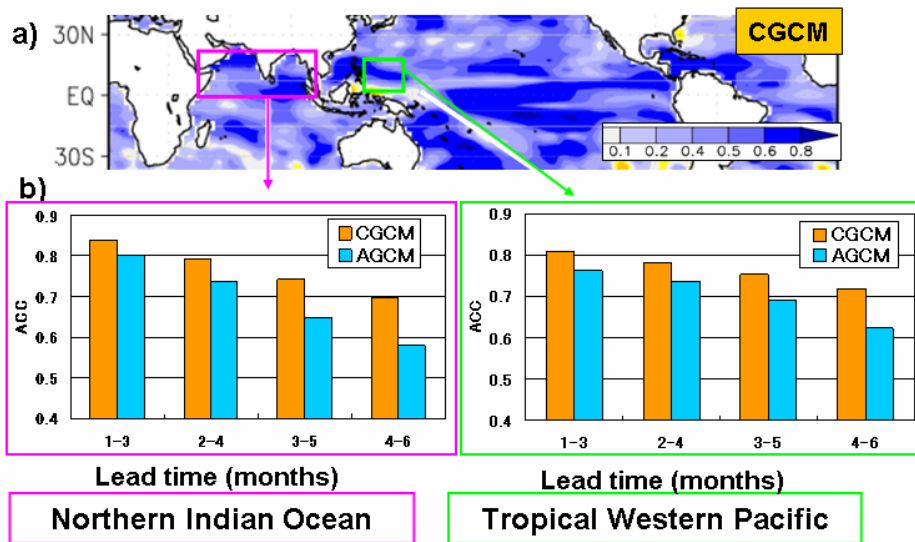 a)
CGCM
30N
EQ
30S
0.1 0.2 0.4 0.5 0.6 0.8
b)
0.9
0.8
0.7
0.6
0.5
0.4
ACC
CGCM
AGCM
1-3 2-4 3-5 4-6
Lead time (months)
Northern Indian Ocean
0.9
0.8
0.7
0.6
0.5
0.4
ACC
CGCM
AGCM
1-3 2-4 3-5 4-6
Lead time (months)
Tropical Western Pacific